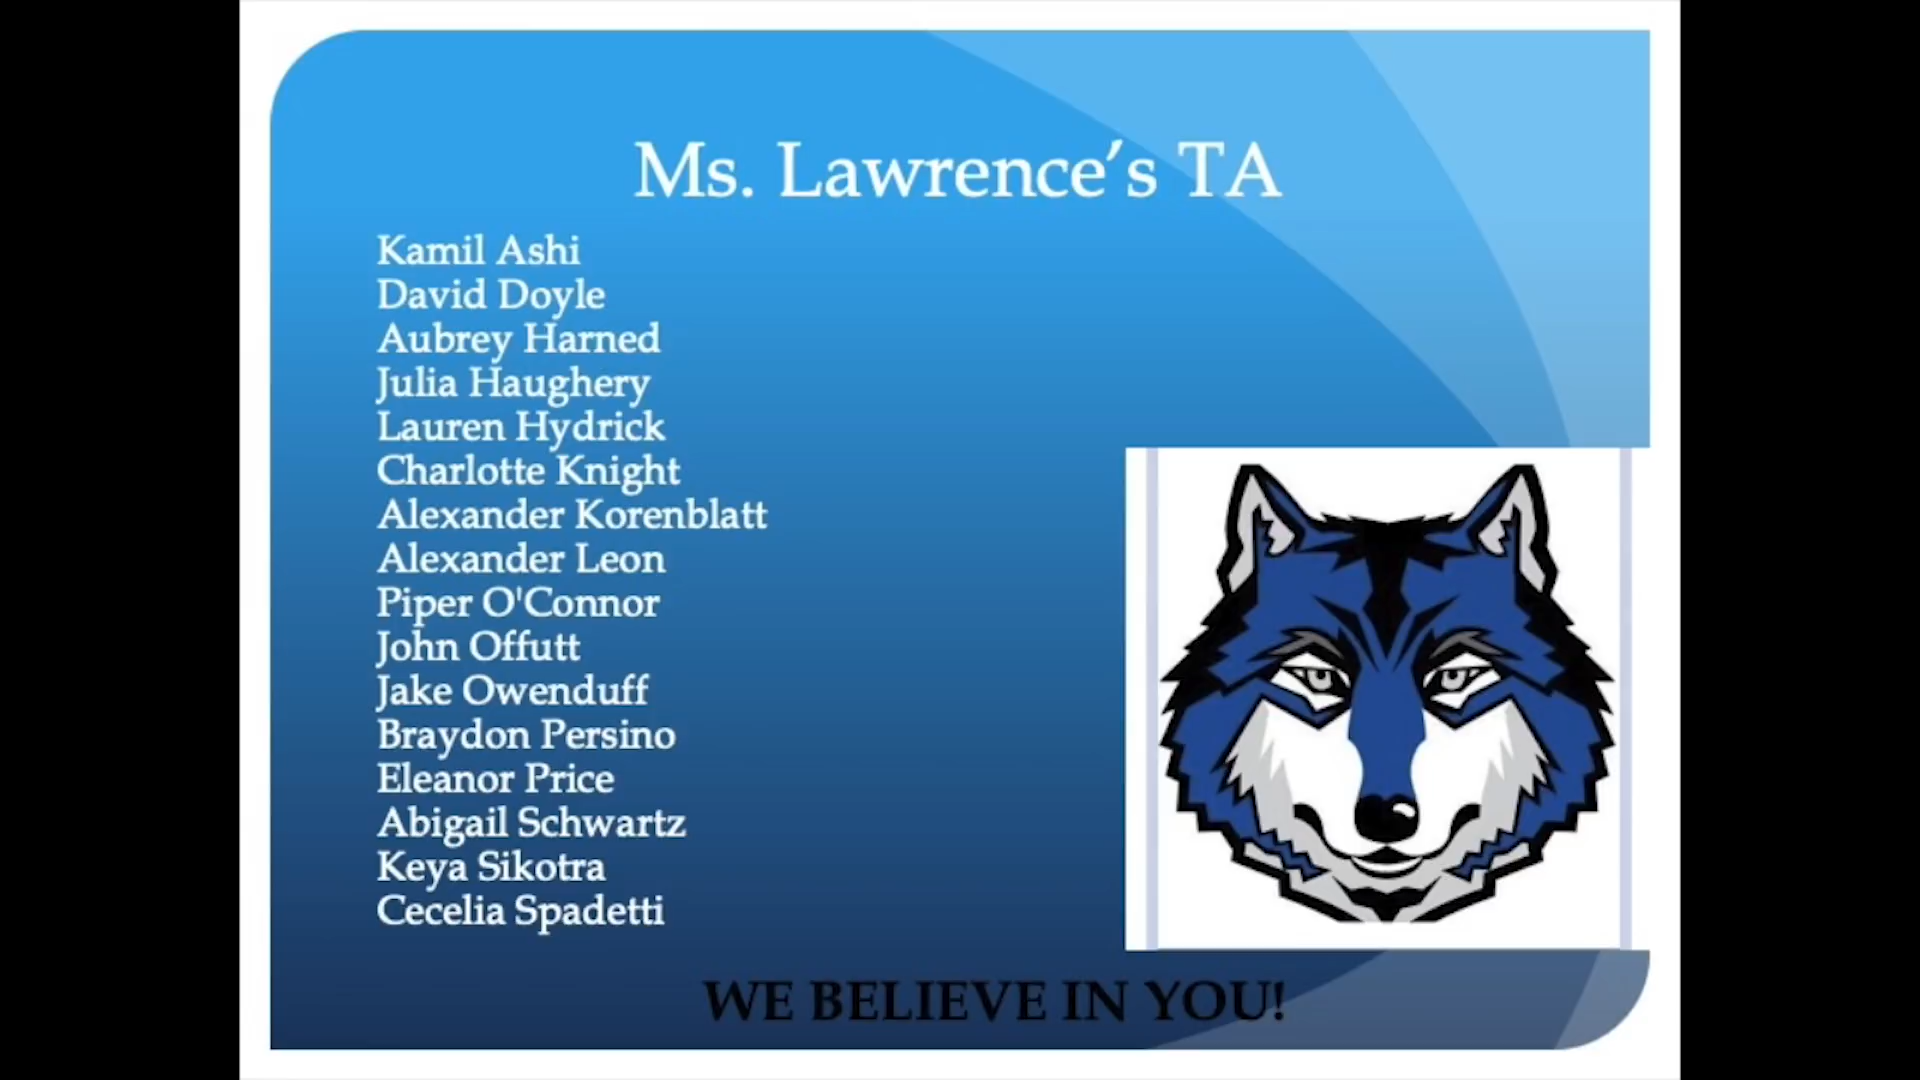 Ms. Lawrence’s TA
Kamil Ashi
David Doyle
Aubrey Harned
Julia Haughery
Lauren Hydrick
Charlotte Knight
Alexander Korenblatt
Alexander Leon
Piper O'Connor
John Offutt
Jake Owenduff
Braydon Persino
Eleanor Price
Abigail Schwartz
Keya Sikotra
Cecelia Spadetti
WE BELIEVE IN YOU!